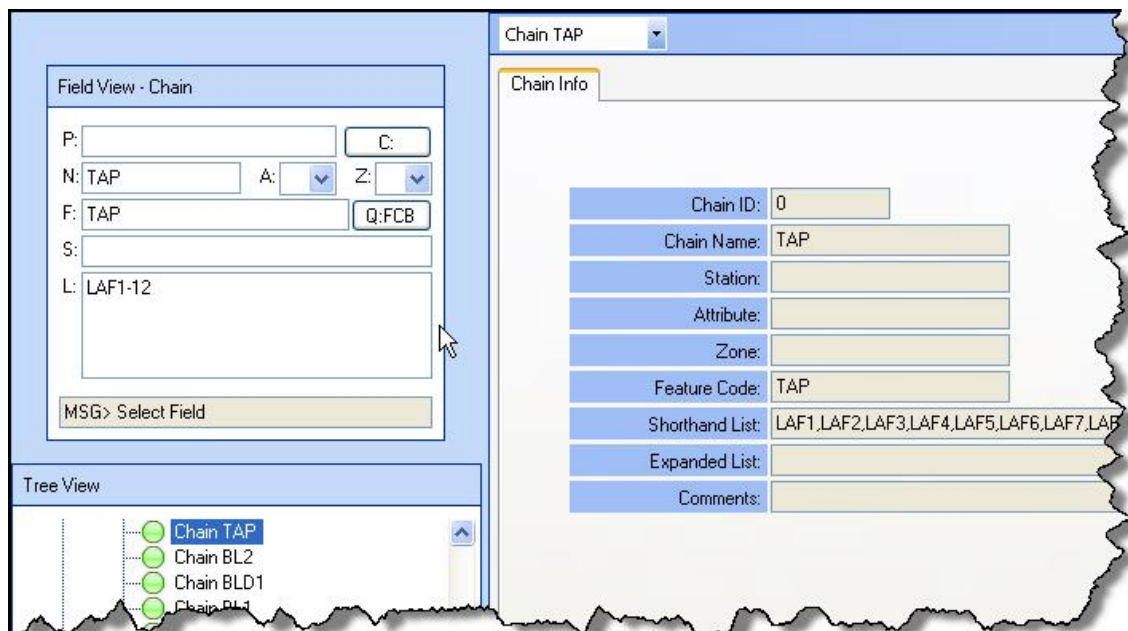 Field View - Chain
P:
C:
N: TAP A: Z:
F: TAP Q:FCB
S:
L: LAF1-12
MSG> Select Field
Tree View
Chain TAP
Chain BL2
Chain BLD1
Chain BL1
Chain TAP
Chain Info
Chain ID: 0
Chain Name: TAP
Station:
Attribute:
Zone:
Feature Code: TAP
Shorthand List: LAF1,LAF2,LAF3,LAF4,LAF5,LAF6,LAF7,LAF
Expanded List:
Comments: